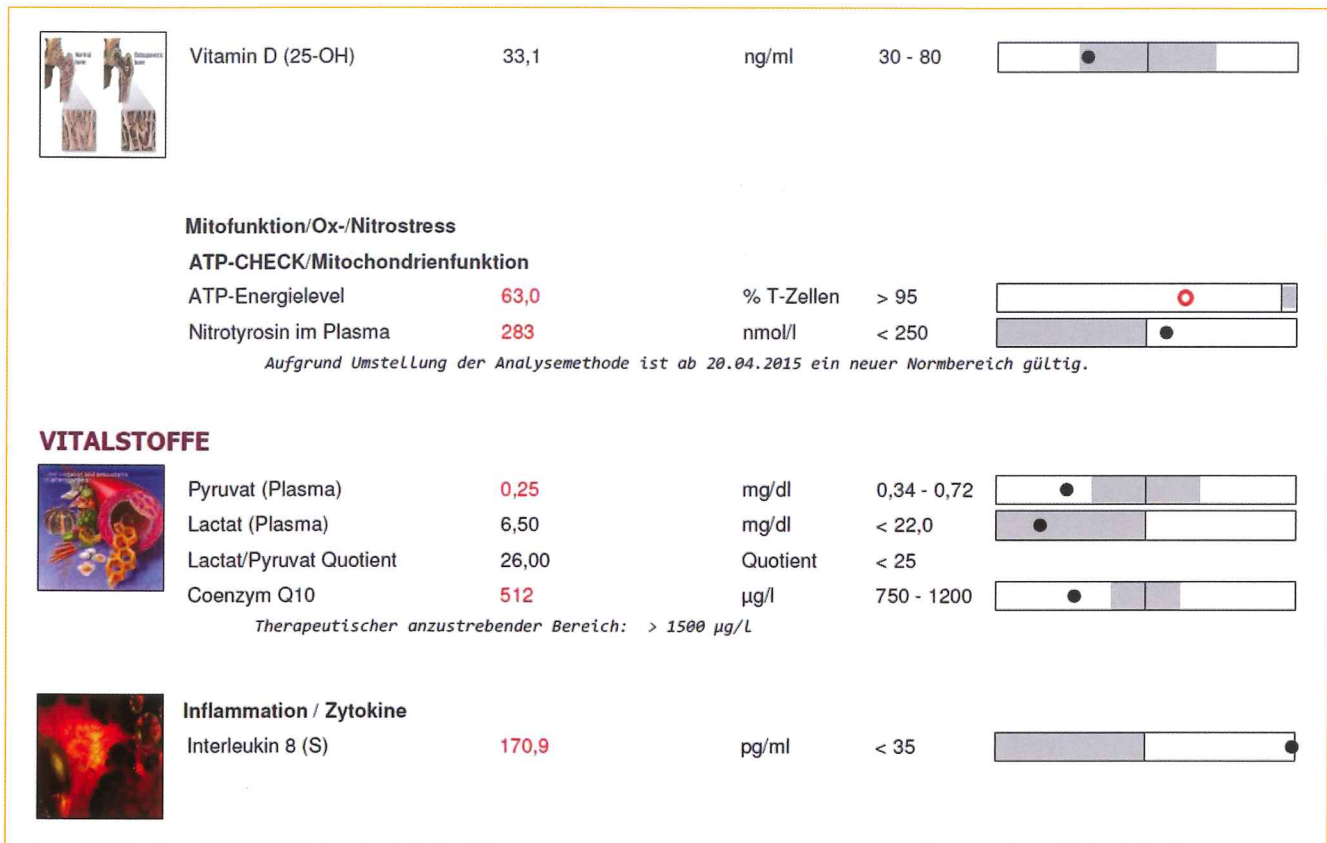 Normal bone Osteoporotic bone
Vitamin D (25-OH) 33,1 ng/ml 30 - 80
Mitofunktion/Ox-/Nitrostress
ATP-CHECK/Mitochondrienfunktion
ATP-Energielevel 63,0 % T-Zellen > 95
Nitrotyrosin im Plasma 283 nmol/l < 250
Aufgrund Umstellung der Analysemethode ist ab 20.04.2015 ein neuer Normbereich gültig.
VITALSTOFFE
Pyruvat (Plasma) 0,25 mg/dl 0,34 - 0,72
Lactat (Plasma) 6,50 mg/dl < 22,0
Lactat/Pyruvat Quotient 26,00 Quotient < 25
Coenzym Q10 512 µg/l 750 - 1200
Therapeutischer anzustrebender Bereich: > 1500 µg/L
Inflammation / Zytokine
Interleukin 8 (S) 170,9 pg/ml < 35